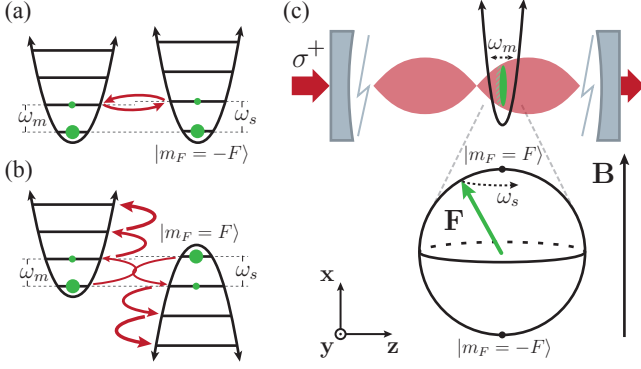 (a)
ω_m
ω_s
|m_F = −F⟩
(b)
|m_F = F⟩
ω_m
ω_s
(c)
ω_m
σ⁺
|m_F = F⟩
B
ω_s
F
x
y
z
|m_F = −F⟩